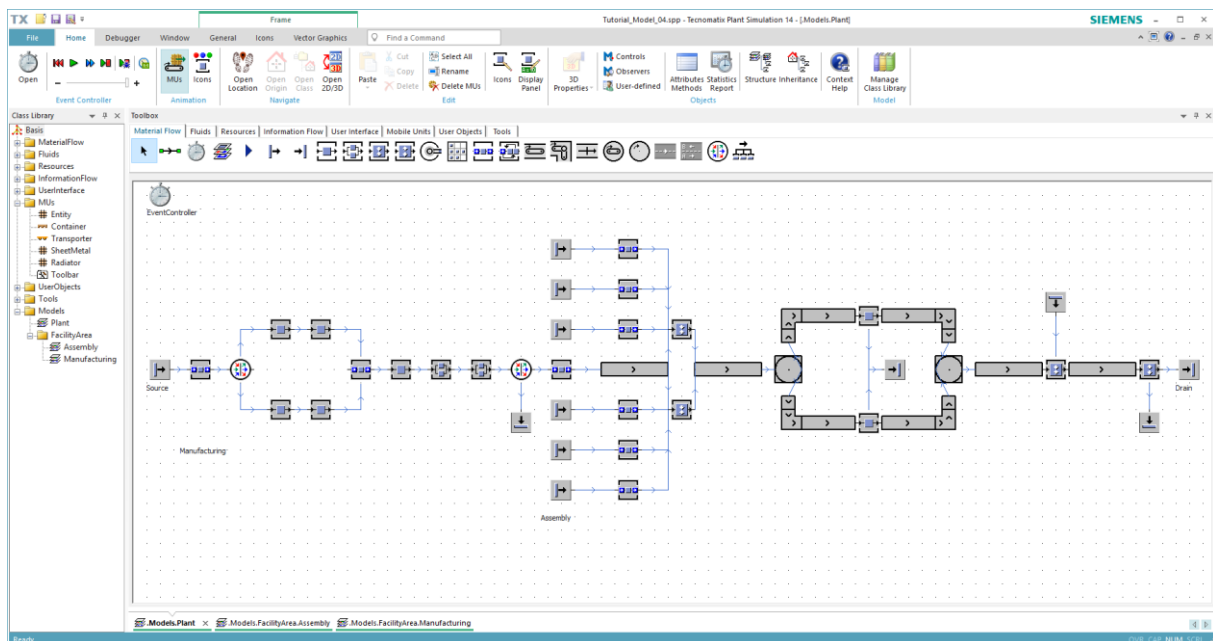 TX
Frame
Tutorial_Model_04.spp - Tecnomatix Plant Simulation 14 - [.Models.Plant]
SIEMENS
File Home Debugger Window General Icons Vector Graphics Find a Command
Open
Event Controller
MUs Icons
Animation
Open Location Open Origin Open Class Open 2D/3D
Navigate
Paste
Cut
Copy
Delete
Select All
Rename
Delete MUs
Edit
Icons Display Panel
3D Properties
Controls
Observers
User-defined
Attributes Methods Statistics Report Structure Inheritance
Objects
Context Help
Manage Class Library
Model
Class Library
Toolbox
Basis
MaterialFlow
Fluids
Resources
InformationFlow
UserInterface
MUs
Entity
Container
Transporter
SheetMetal
Radiator
Toolbar
UserObjects
Tools
Models
Plant
FacilityArea
Assembly
Manufacturing
Material Flow Fluids Resources Information Flow User Interface Mobile Units User Objects Tools
EventController
Source
Drain
Manufacturing
Assembly
.Models.Plant .Models.FacilityArea.Assembly .Models.FacilityArea.Manufacturing
Ready
OVR CAP NUM SCRL